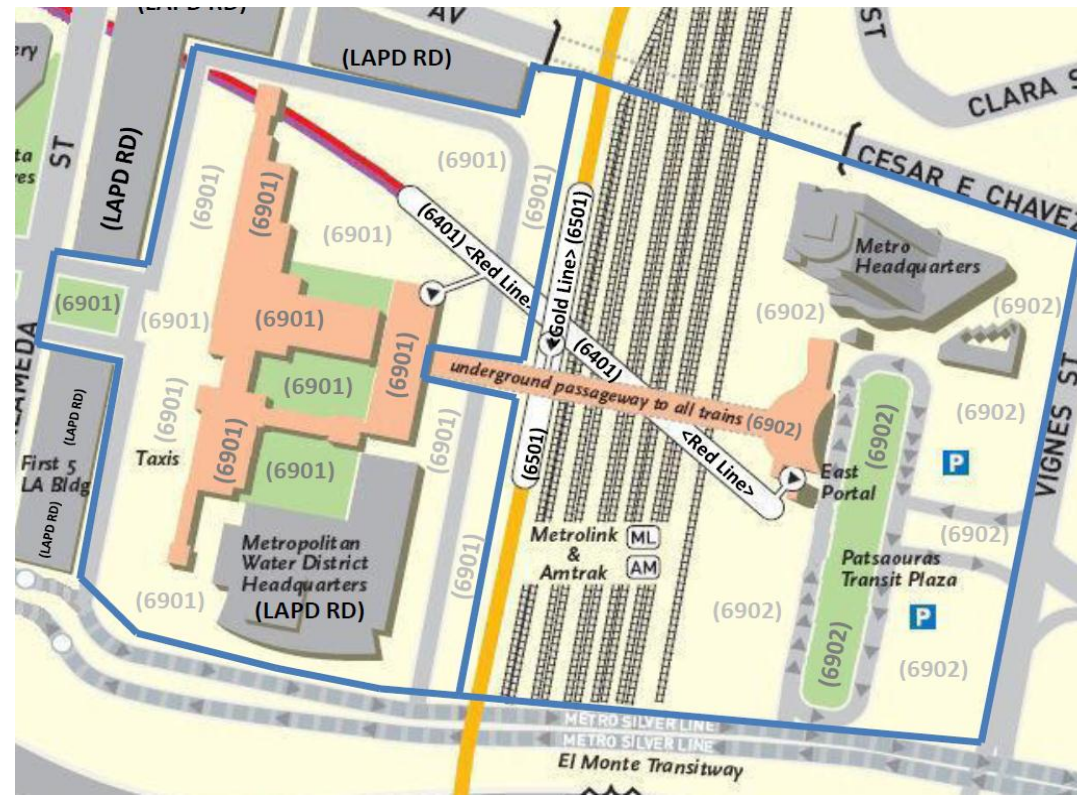 (LAPD RD)
AV
(LAPD RD)
ST
CLARA S
CESAR E CHAVEZ
ery
ta
res
ST
(LAPD RD)
(6901)
(6901)
(6901)
(6901)
(6901)
(6401) <Red Line>
<Gold Line> (6501)
Metro
Headquarters
(6902)
(6902)
(6901)
(6901)
(6901)
(6901)
(6401)
underground passageway to all trains (6902)
ALAMEDA
(LAPD RD)
First 5
LA Bldg
(LAPD RD)
(6901)
Taxis
(6901)
(6901)
(6901)
(6901)
(6501)
<Red Line>
East
Portal
(6902)
(6902)
P
VIGNES ST
Metropolitan
Water District
Headquarters
(LAPD RD)
(6901)
(6901)
Metrolink
&
Amtrak
ML
AM
(6902)
(6902)
Patsaouras
Transit Plaza
P
(6902)
(6902)
METRO SILVER LINE
METRO SILVER LINE
El Monte Transitway